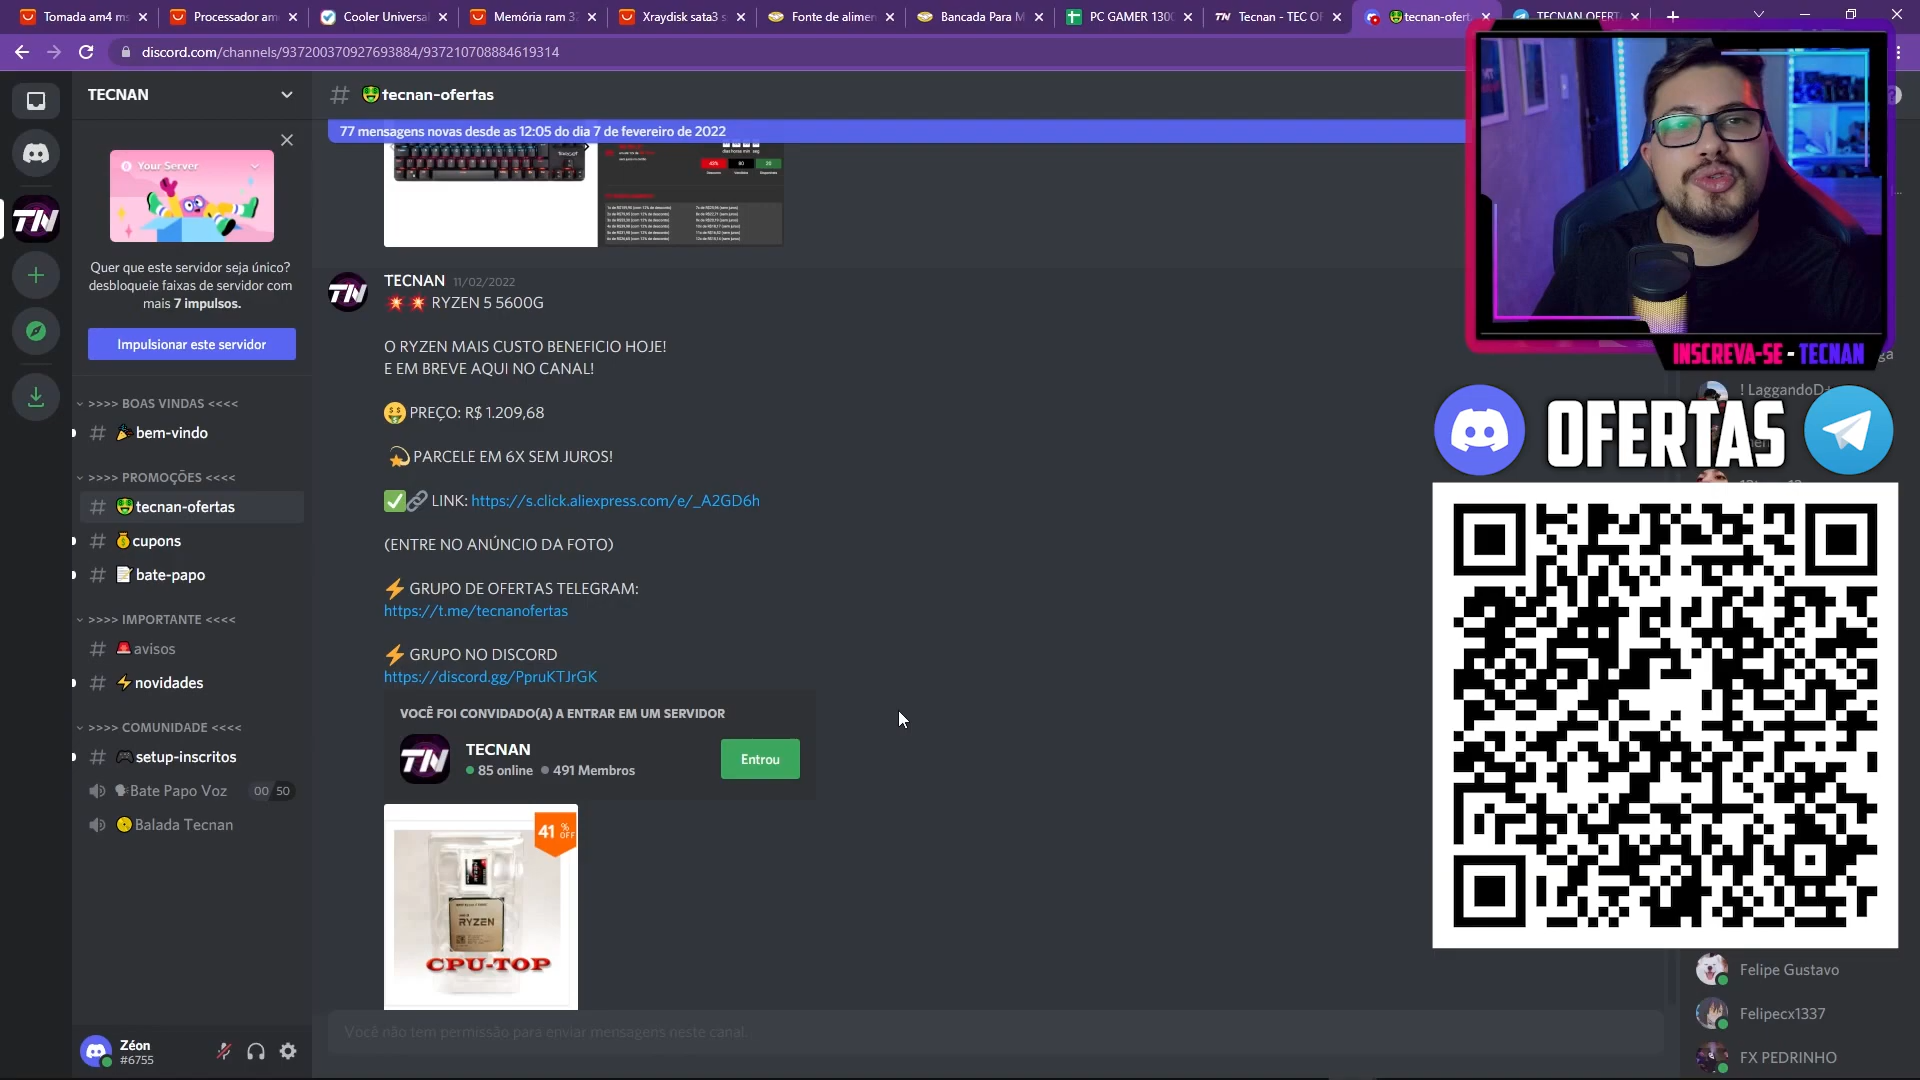 Tomada am4 ms
Processador am
Cooler Universal
Memória ram 32
Xraydisk sata3 s
Fonte de alimen
Bancada Para M
PC GAMER 1300
Tecnan - TEC OF
tecnan-ofert
TECNAN OFERT
discord.com/channels/937200370927693884/937210708884619314
TN
TECNAN
Your Server
Quer que este servidor seja único?
desbloqueie faixas de servidor com
mais 7 impulsos.
Impulsionar este servidor
>>>> BOAS VINDAS <<<<
# bem-vindo
>>>> PROMOÇÕES <<<<
# tecnan-ofertas
# cupons
# bate-papo
>>>> IMPORTANTE <<<<
# avisos
# novidades
>>>> COMUNIDADE <<<<
# setup-inscritos
Bate Papo Voz 00 50
Balada Tecnan
Zéon
#6755
# tecnan-ofertas
77 mensagens novas desde as 12:05 do dia 7 de fevereiro de 2022
TN
TECNAN 11/02/2022
RYZEN 5 5600G
O RYZEN MAIS CUSTO BENEFICIO HOJE!
E EM BREVE AQUI NO CANAL!
PREÇO: R$ 1.209,68
PARCELE EM 6X SEM JUROS!
LINK: https://s.click.aliexpress.com/e/_A2GD6h
(ENTRE NO ANÚNCIO DA FOTO)
GRUPO DE OFERTAS TELEGRAM:
https://t.me/tecnanofertas
GRUPO NO DISCORD
https://discord.gg/PpruKTJrGK
VOCÊ FOI CONVIDADO(A) A ENTRAR EM UM SERVIDOR
TN
TECNAN
85 online 491 Membros
Entrou
41 % OFF
RYZEN
CPU-TOP
Você não tem permissão para enviar mensagens neste canal.
INSCREVA-SE - TECNAN
! LaggandoD
OFERTAS
Felipe Gustavo
Felipecx1337
FX PEDRINHO